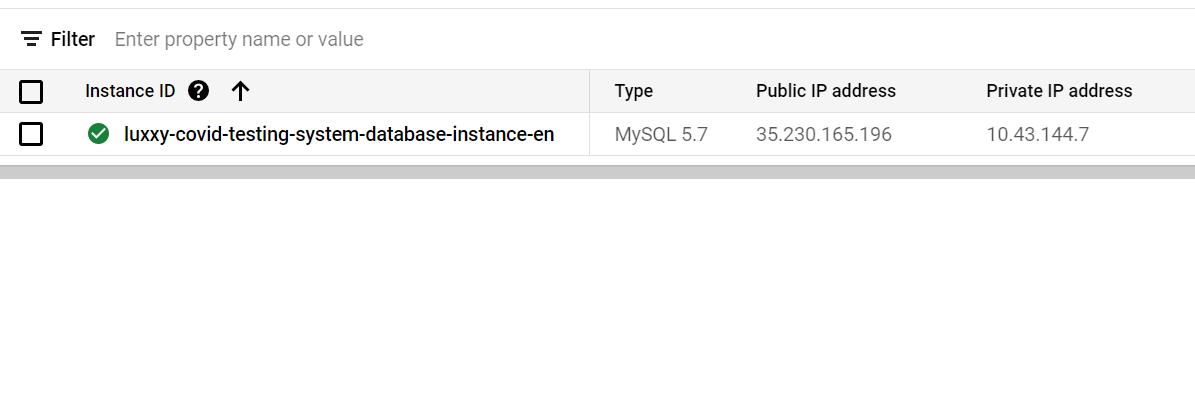 Filter Enter property name or value
Instance ID ? Type Public IP address Private IP address
luxxy-covid-testing-system-database-instance-en MySQL 5.7 35.230.165.196 10.43.144.7